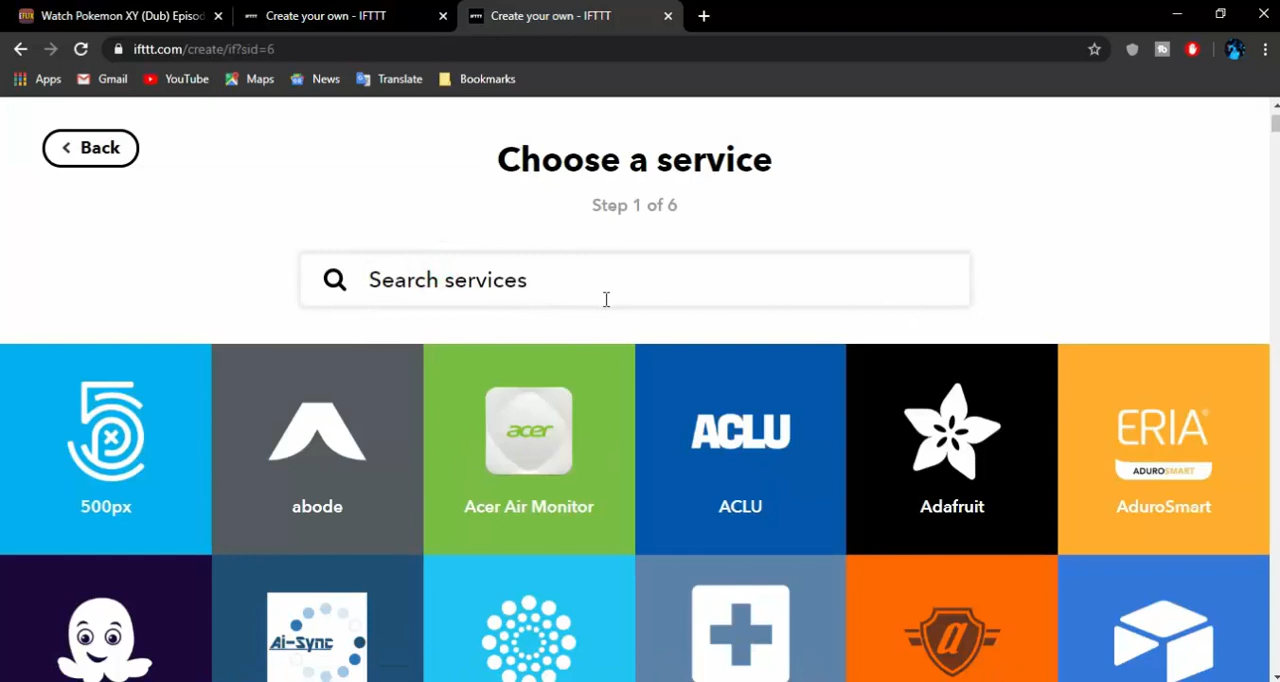 Watch Pokemon XY (Dub) Episod
Create your own - IFTTT
Create your own - IFTTT
ifttt.com/create/if?sid=6
Apps Gmail YouTube Maps News Translate Bookmarks
Back
Choose a service
Step 1 of 6
Search services
500px
abode
acer
Acer Air Monitor
ACLU
ACLU
Adafruit
ERIA
ADUROSMART
AduroSmart
Ai-Sync